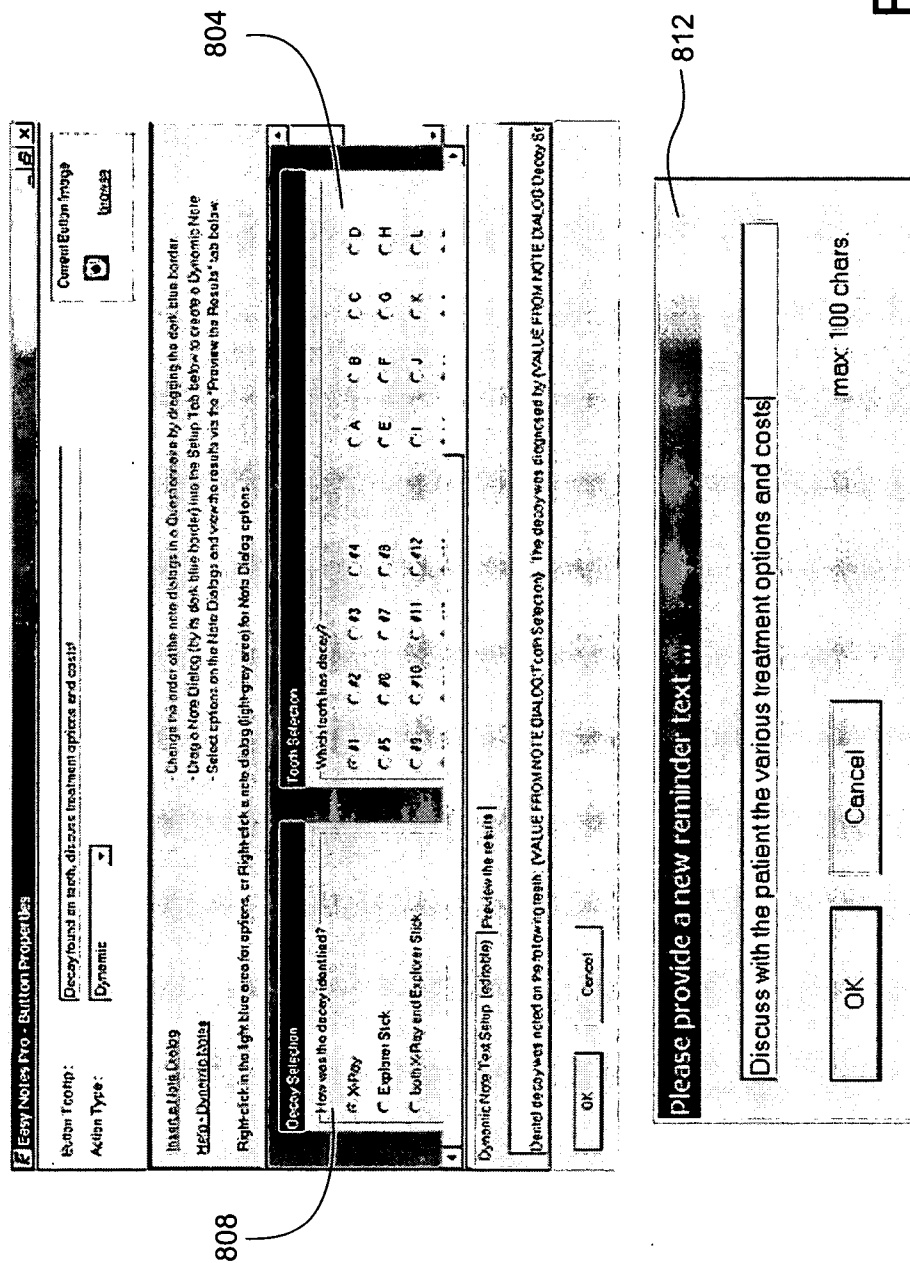 Easy Notes Pro - Button Properties
Button Tooltip:
Decay found on tooth, discuss treatment options and costs
Action Type:
Dynamic
Current Button Image
browse
Insert a Note Dialog
Help - Dynamic Notes
- Change the order of the note dialogs in a Questionnaire by dragging the dark blue border
- Drag a Note Dialog (by its dark blue border) into the Setup Tab below to create a Dynamic Note
- Select options on the Note Dialogs and view the results via the "Preview the Results" tab below
Right-click in the light blue area for options, or Right-click a note dialog (light-grey area) for Note Dialog options.
Decay Selection
How was the decay identified?
X-Ray
Explorer Stick
both X-Ray and Explorer Stick
Tooth Selection
Which tooth has decay?
#1 #2 #3 #4 A B C D
#5 #6 #7 #8 E F G H
#9 #10 #11 #12 I J K L
Dynamic Note Text Setup (editable) Preview the results
Dental decay was noted on the following teeth: {VALUE FROM NOTE DIALOG:Tooth Selection} The decay was diagnosed by {VALUE FROM NOTE DIALOG:Decay Se
OK Cancel
804
808
Please provide a new reminder text
Discuss with the patient the various treatment options and costs
OK Cancel max: 100 chars.
812